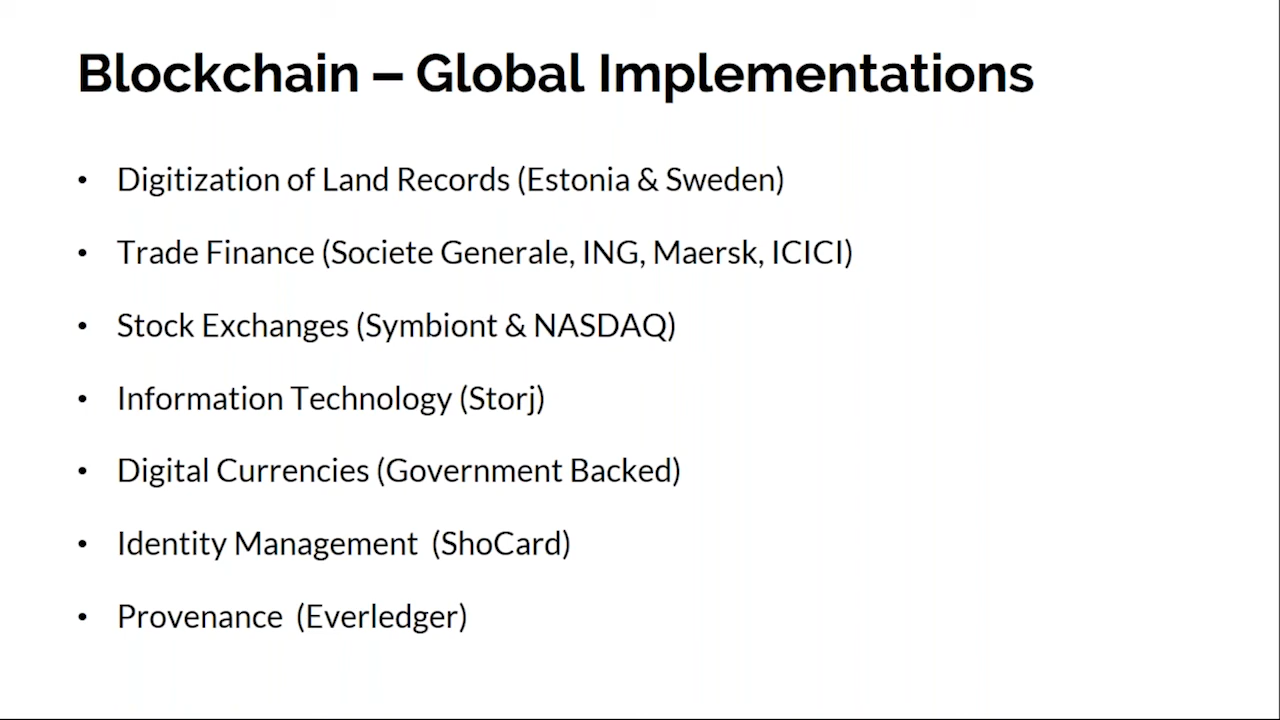 Blockchain – Global Implementations
• Digitization of Land Records (Estonia & Sweden)
• Trade Finance (Societe Generale, ING, Maersk, ICICI)
• Stock Exchanges (Symbiont & NASDAQ)
• Information Technology (Storj)
• Digital Currencies (Government Backed)
• Identity Management (ShoCard)
• Provenance (Everledger)